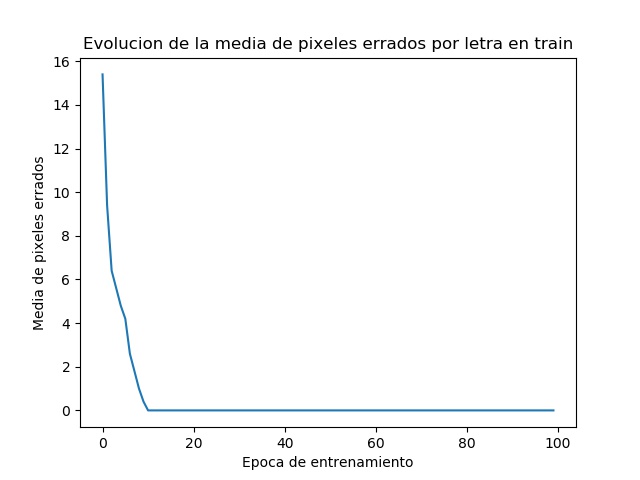 Evolucion de la media de pixeles errados por letra en train
16
14
12
10
8
6
4
2
0
Media de pixeles errados
0 20 40 60 80 100
Epoca de entrenamiento